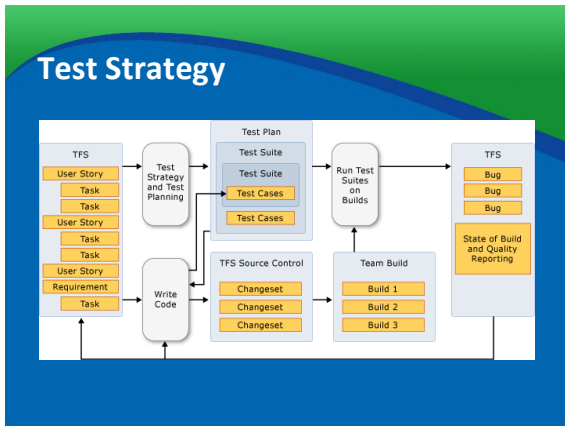 Test Strategy
TFS
User Story
Task
Task
User Story
Task
Task
User Story
Requirement
Task
Test
Strategy
and Test
Planning
Write
Code
Test Plan
Test Suite
Test Suite
Test Cases
Test Cases
TFS Source Control
Changeset
Changeset
Changeset
Run Test
Suites
on
Builds
Team Build
Build 1
Build 2
Build 3
TFS
Bug
Bug
Bug
State of Build
and Quality
Reporting